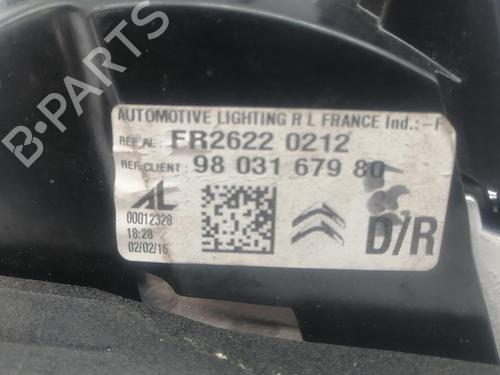 AUTOMOTIVE LIGHTING R L FRANCE Ind.: -F
REF. AL: FR2622 0212
REF. CLIENT: 98 031 679 80
AL
00012328
18:28
02/02/16
D/R
B-PARTS